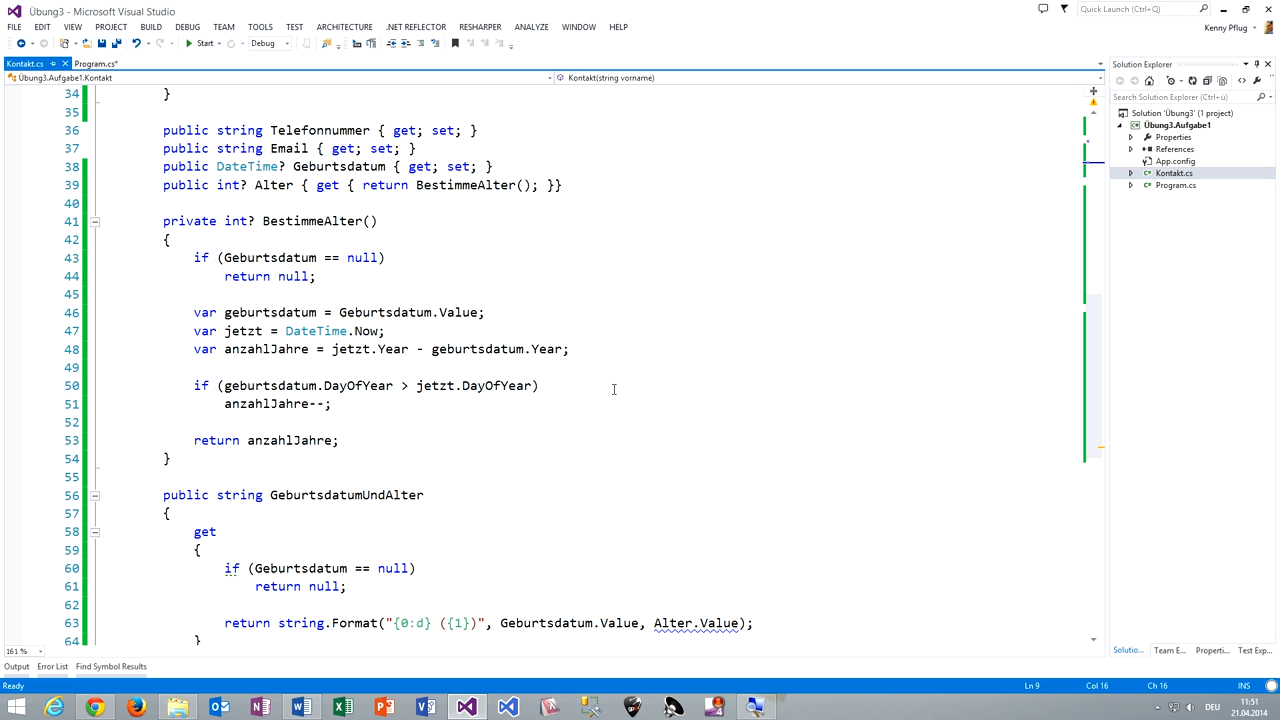 Übung3 - Microsoft Visual Studio
Quick Launch (Ctrl+Q)
FILE EDIT VIEW PROJECT BUILD DEBUG TEAM TOOLS TEST ARCHITECTURE .NET REFLECTOR RESHARPER ANALYZE WINDOW HELP
Kenny Pflug
Start Debug
Kontakt.cs Program.cs*
Solution Explorer
Übung3.Aufgabe1.Kontakt
Kontakt(string vorname)
Search Solution Explorer (Ctrl+ü)
Solution 'Übung3' (1 project)
Übung3.Aufgabe1
Properties
References
App.config
Kontakt.cs
Program.cs
34 }
35
36 public string Telefonnummer { get; set; }
37 public string Email { get; set; }
38 public DateTime? Geburtsdatum { get; set; }
39 public int? Alter { get { return BestimmeAlter(); }}
40
41 private int? BestimmeAlter()
42 {
43 if (Geburtsdatum == null)
44 return null;
45
46 var geburtsdatum = Geburtsdatum.Value;
47 var jetzt = DateTime.Now;
48 var anzahlJahre = jetzt.Year - geburtsdatum.Year;
49
50 if (geburtsdatum.DayOfYear > jetzt.DayOfYear)
51 anzahlJahre--;
52
53 return anzahlJahre;
54 }
55
56 public string GeburtsdatumUndAlter
57 {
58 get
59 {
60 if (Geburtsdatum == null)
61 return null;
62
63 return string.Format("{0:d} ({1})", Geburtsdatum.Value, Alter.Value);
64 }
161 %
Solutio... Team E... Properti... Test Exp...
Output Error List Find Symbol Results
Ready
Ln 9 Col 16 Ch 16 INS
DEU
11:51
21.04.2014